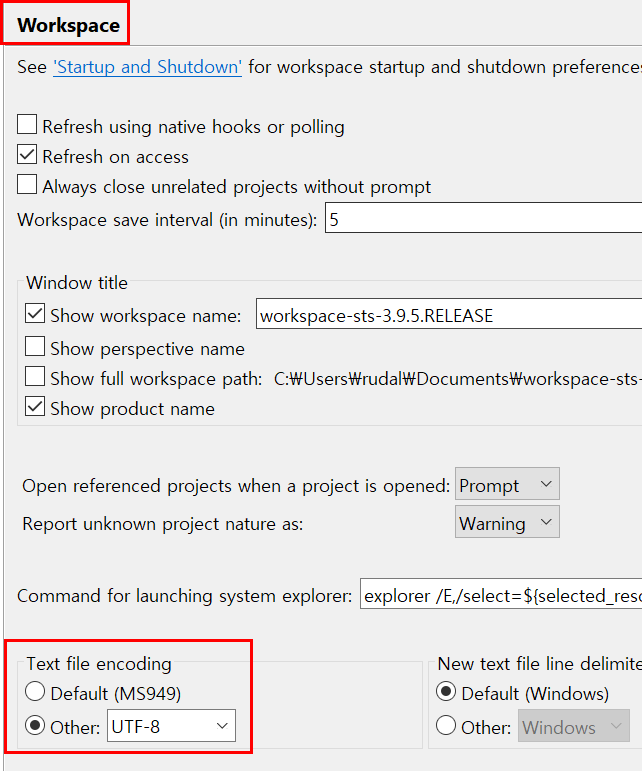 Workspace
See 'Startup and Shutdown' for workspace startup and shutdown preferences
Refresh using native hooks or polling
Refresh on access
Always close unrelated projects without prompt
Workspace save interval (in minutes): 5
Window title
Show workspace name: workspace-sts-3.9.5.RELEASE
Show perspective name
Show full workspace path: C:₩Users₩rudal₩Documents₩workspace-sts-
Show product name
Open referenced projects when a project is opened: Prompt
Report unknown project nature as: Warning
Command for launching system explorer: explorer /E,/select=${selected_reso
Text file encoding
New text file line delimite
Default (MS949)
Default (Windows)
Other: UTF-8
Other: Windows